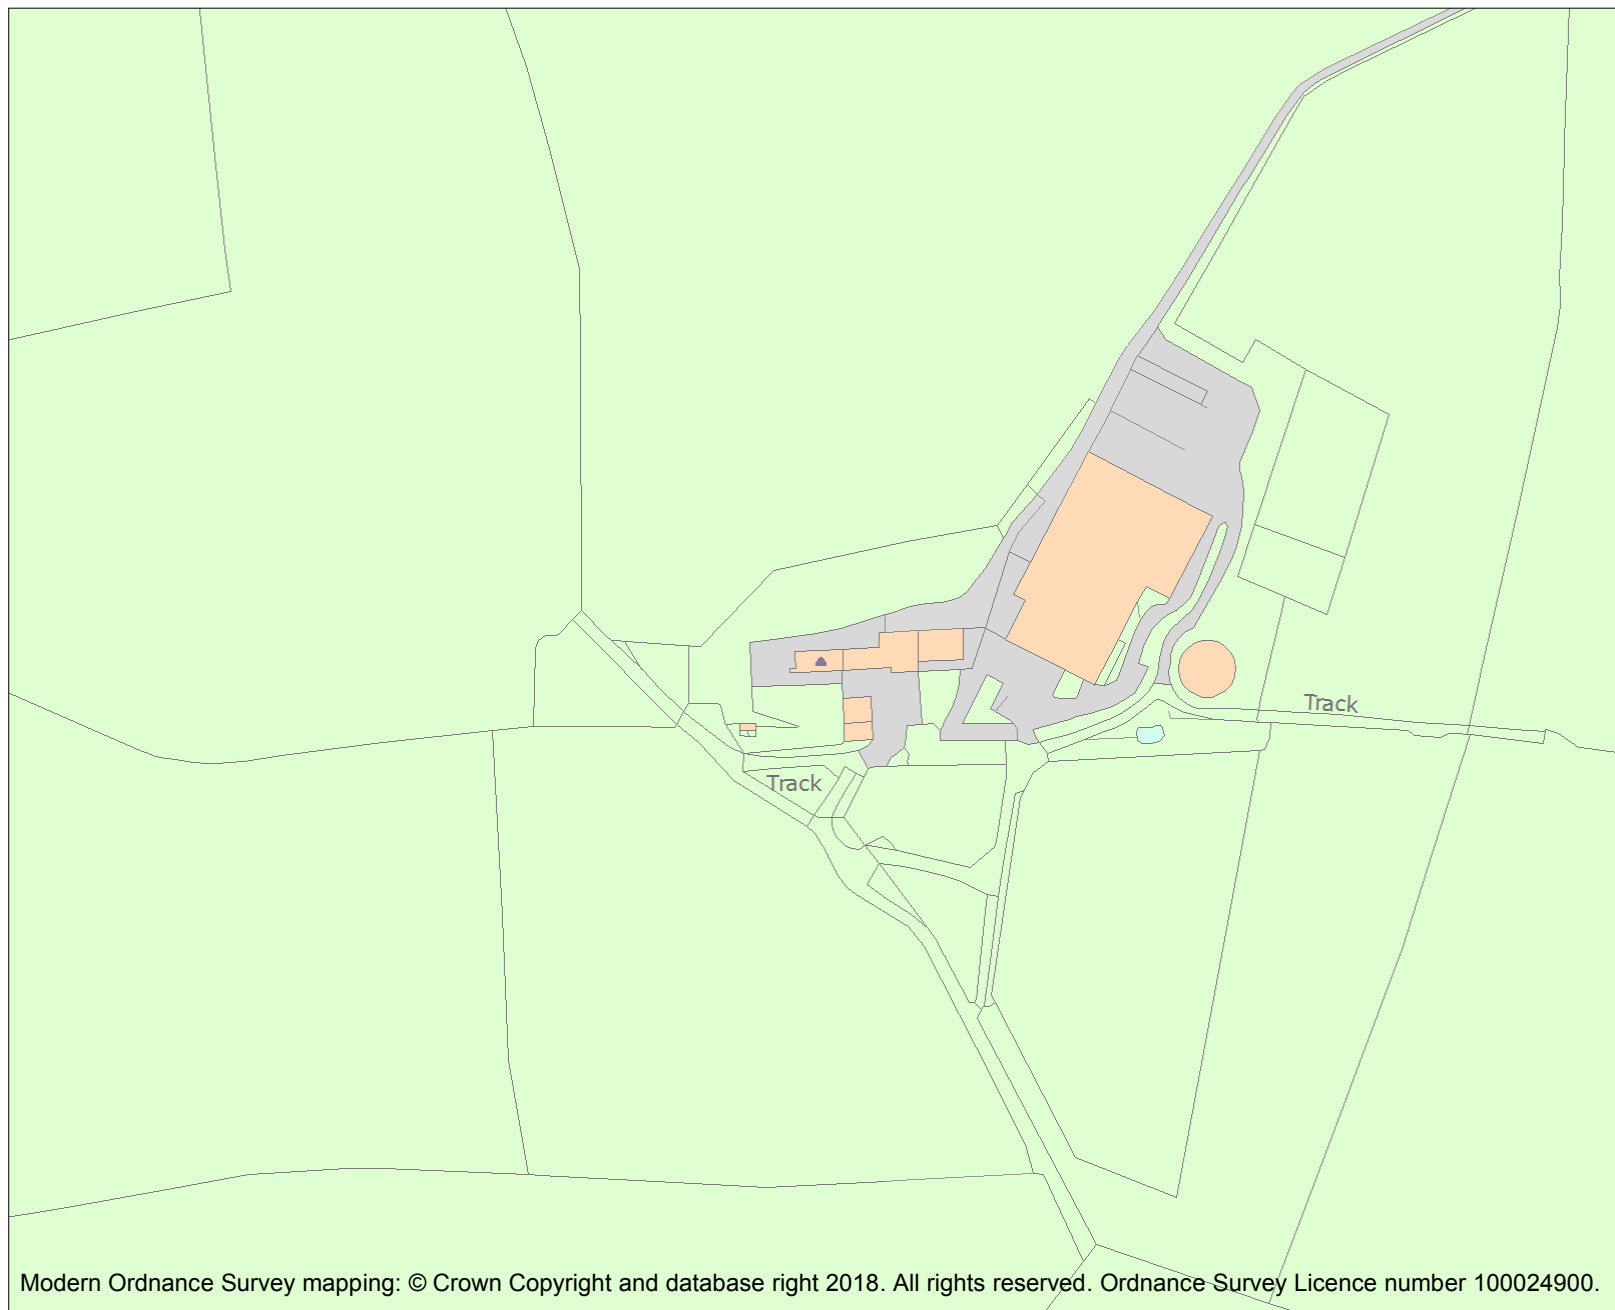 Track
Track
Modern Ordnance Survey mapping: © Crown Copyright and database right 2018. All rights reserved. Ordnance Survey Licence number 100024900.